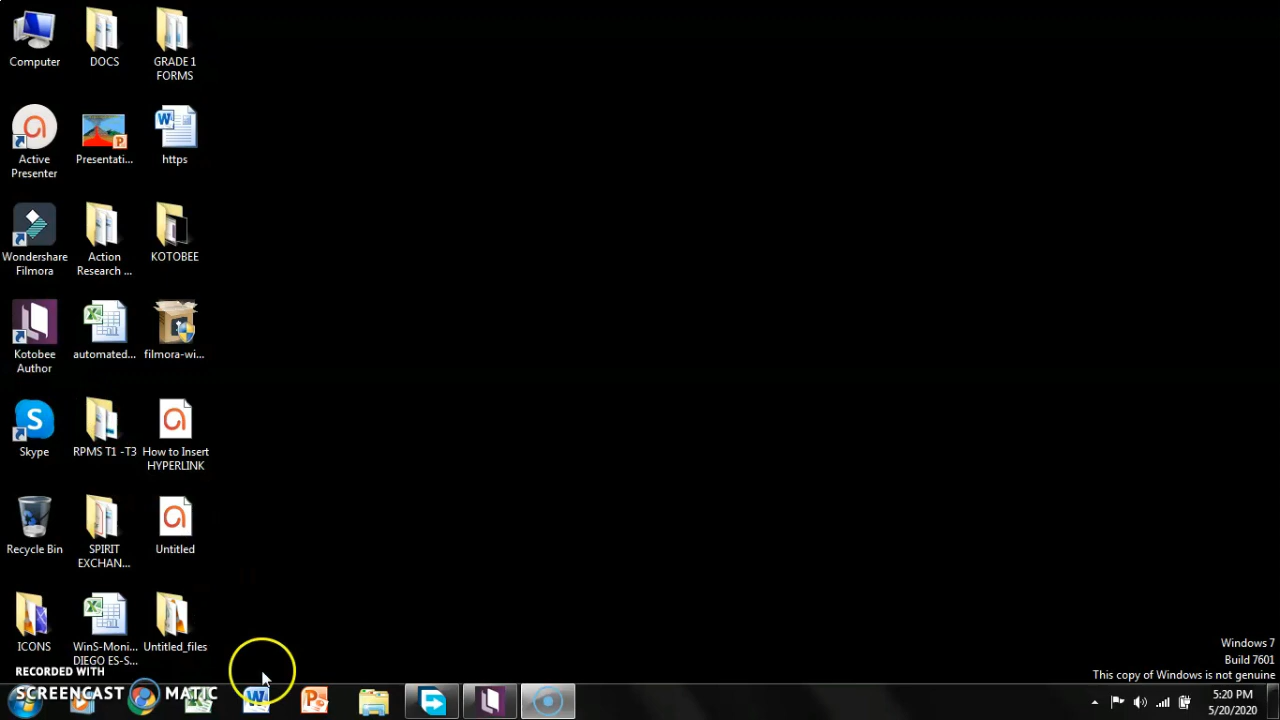 Computer
DOCS
GRADE 1
FORMS
Active
Presenter
Presentati...
https
Wondershare
Filmora
Action
Research ...
KOTOBEE
Kotobee
Author
automated...
filmora-wi...
Skype
RPMS T1 -T3
How to Insert
HYPERLINK
Recycle Bin
SPIRIT
EXCHAN...
Untitled
ICONS
WinS-Moni...
DIEGO ES-S...
Untitled_files
RECORDED WITH
SCREENCAST MATIC
Windows 7
Build 7601
This copy of Windows is not genuine
5:20 PM
5/20/2020